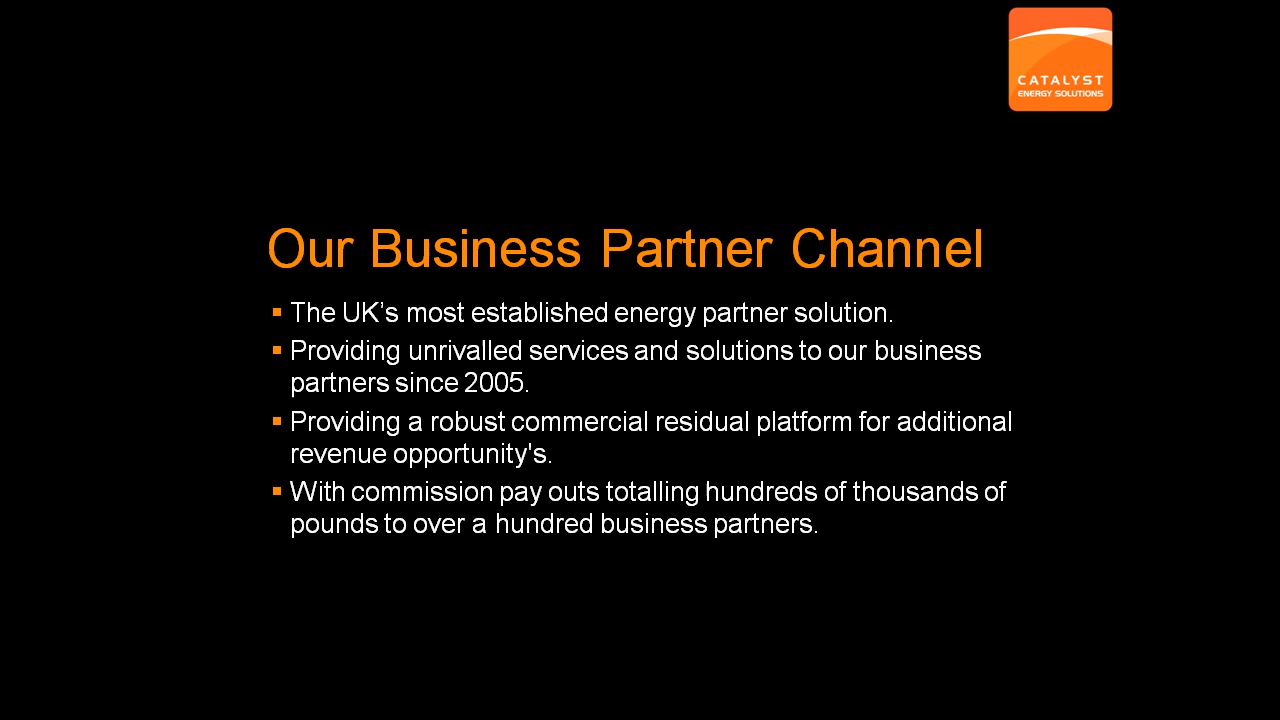 CATALYST
ENERGY SOLUTIONS
Our Business Partner Channel
▪ The UK’s most established energy partner solution.
▪ Providing unrivalled services and solutions to our business
partners since 2005.
▪ Providing a robust commercial residual platform for additional
revenue opportunity's.
▪ With commission pay outs totalling hundreds of thousands of
pounds to over a hundred business partners.